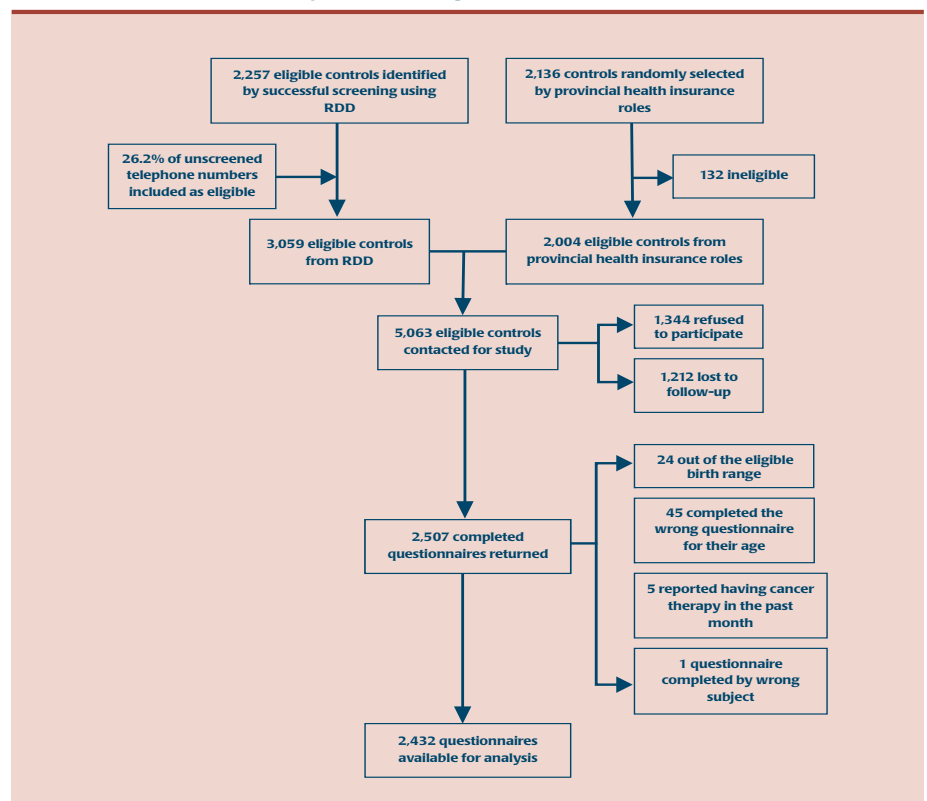 2,257 eligible controls identified
by successful screening using
RDD
2,136 controls randomly selected
by provincial health insurance
roles
26.2% of unscreened
telephone numbers
included as eligible
132 ineligible
3,059 eligible controls
from RDD
2,004 eligible controls from
provincial health insurance roles
5,063 eligible controls
contacted for study
1,344 refused
to participate
1,212 lost to
follow-up
24 out of the eligible
birth range
45 completed the
wrong questionnaire
for their age
2,507 completed
questionnaires returned
5 reported having cancer
therapy in the past
month
1 questionnaire
completed by wrong
subject
2,432 questionnaires
available for analysis